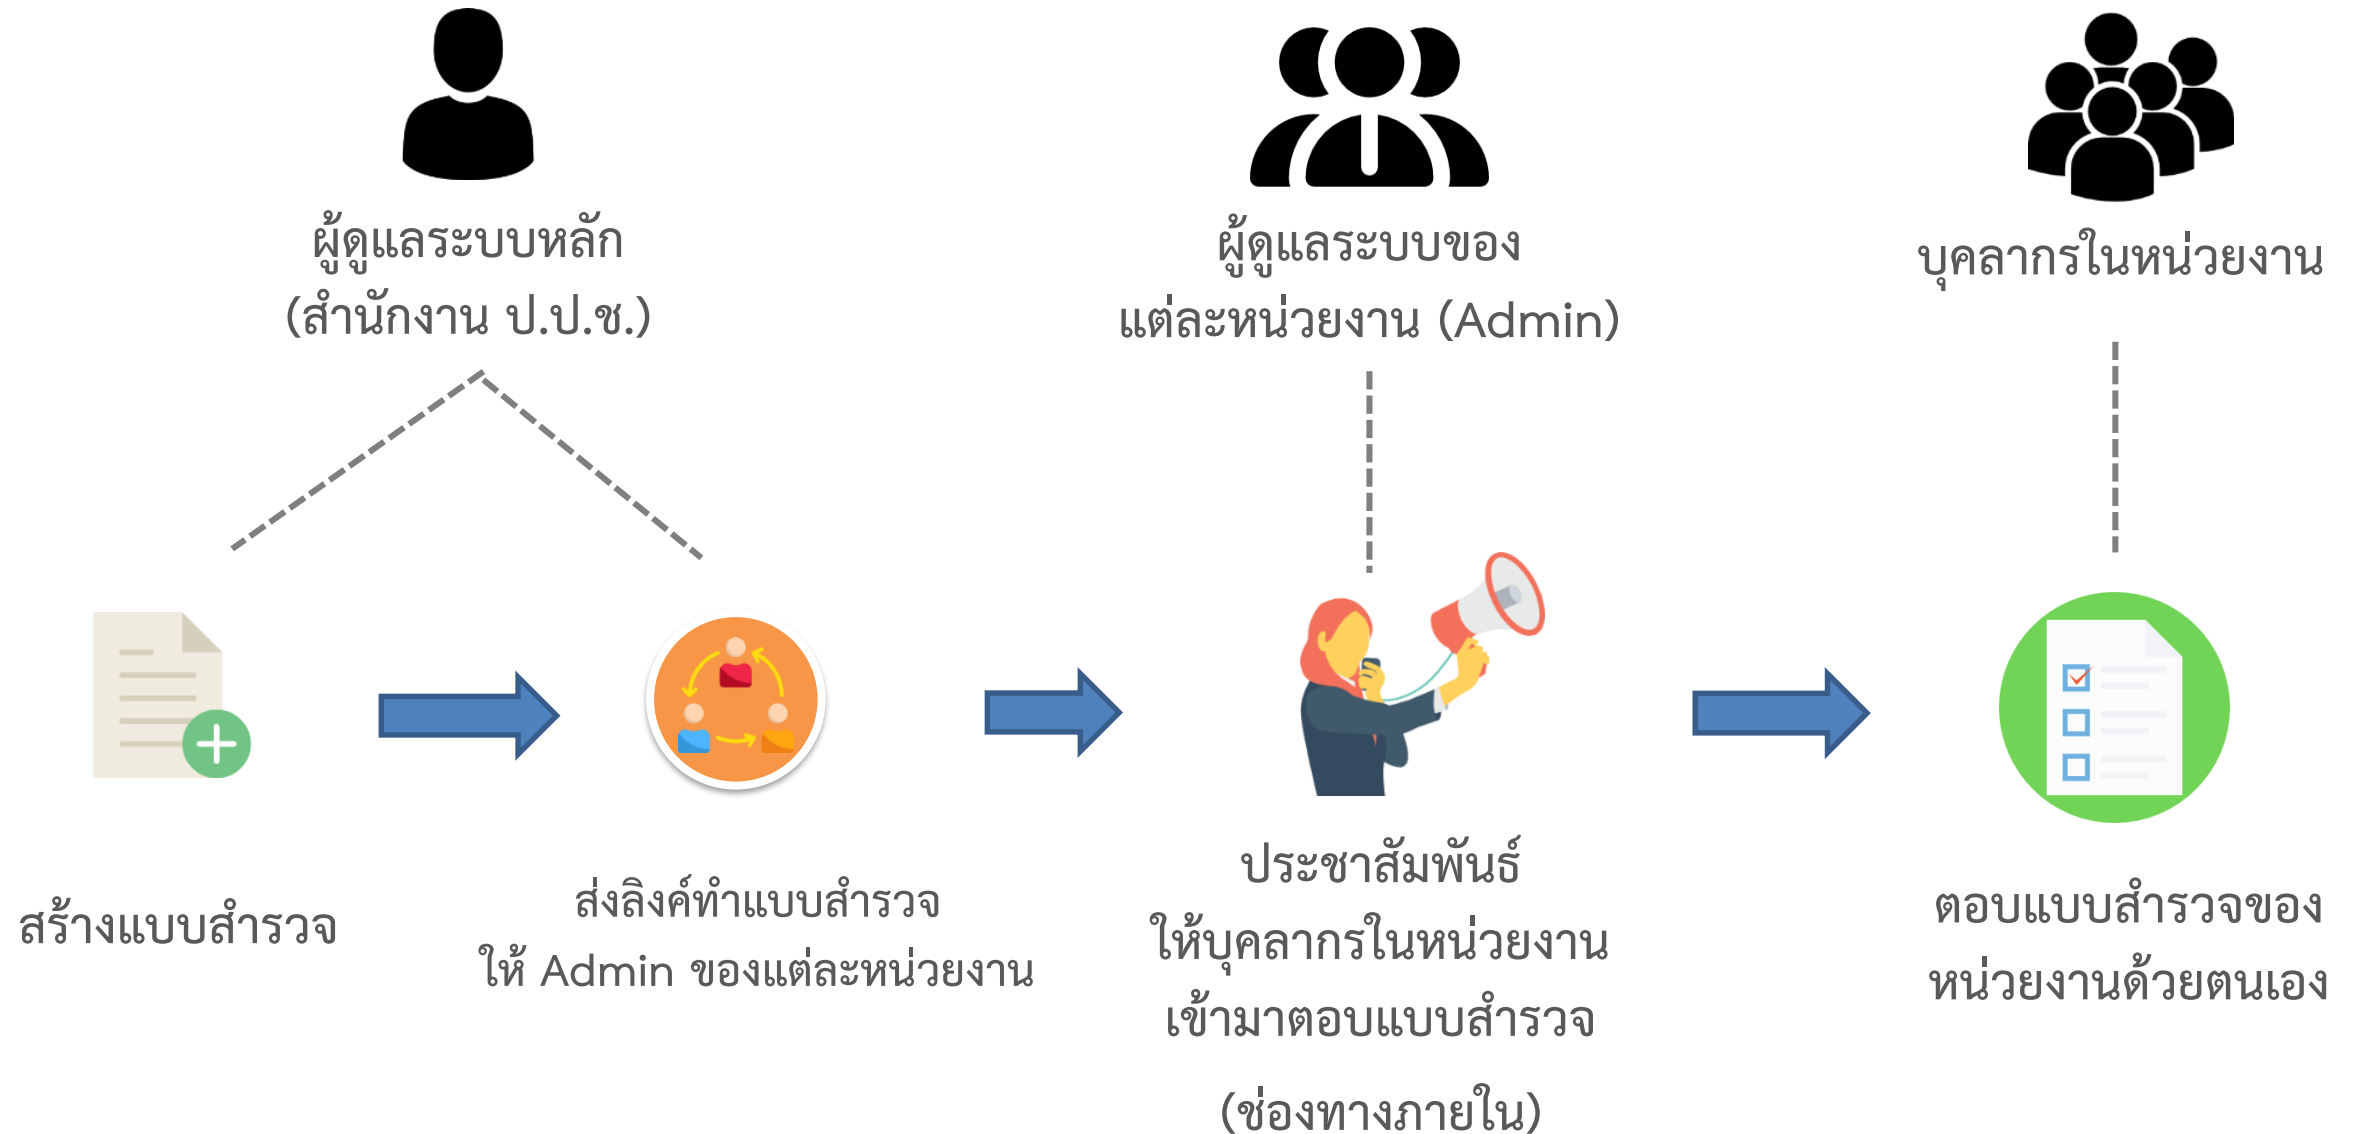 ผู้ดูแลระบบหลัก
(สำนักงาน ป.ป.ช.)
ผู้ดูแลระบบของ
แต่ละหน่วยงาน (Admin)
บุคลากรในหน่วยงาน
สร้างแบบสำรวจ
ส่งลิงค์ทำแบบสำรวจ
ให้ Admin ของแต่ละหน่วยงาน
ประชาสัมพันธ์
ให้บุคลากรในหน่วยงาน
เข้ามาตอบแบบสำรวจ
(ช่องทางภายใน)
ตอบแบบสำรวจของ
หน่วยงานด้วยตนเอง